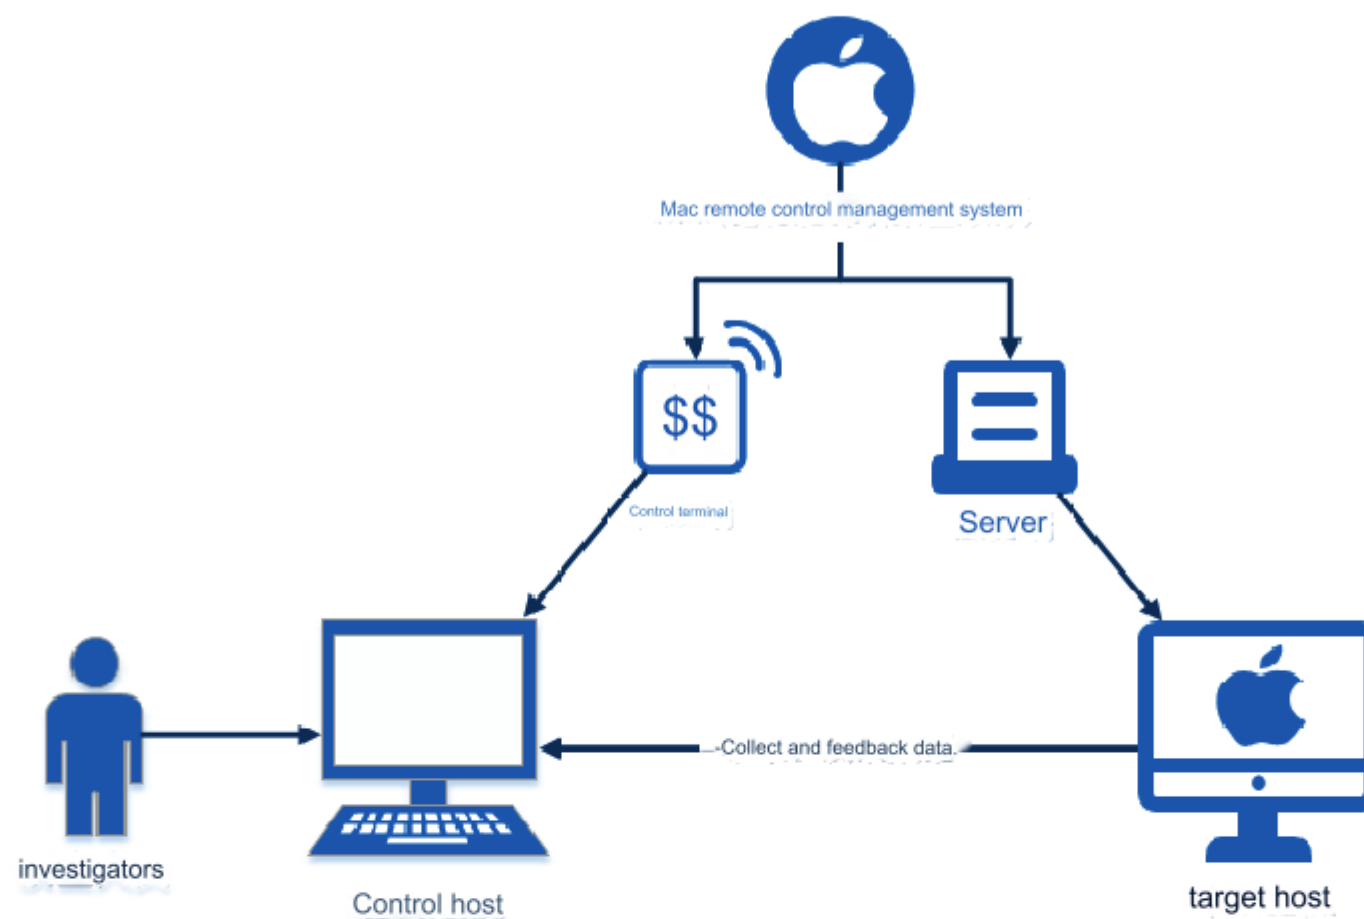 Mac remote control management system
$$
Control terminal
Server
-Collect and feedback data.
investigators
Control host
target host